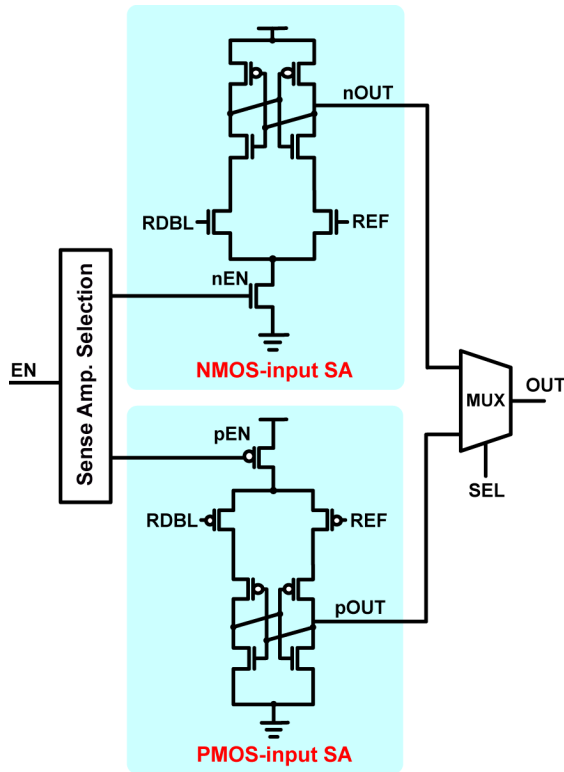 nOUT
RDBL
REF
nEN
NMOS-input SA
EN
Sense Amp. Selection
MUX
OUT
SEL
pEN
RDBL
REF
pOUT
PMOS-input SA